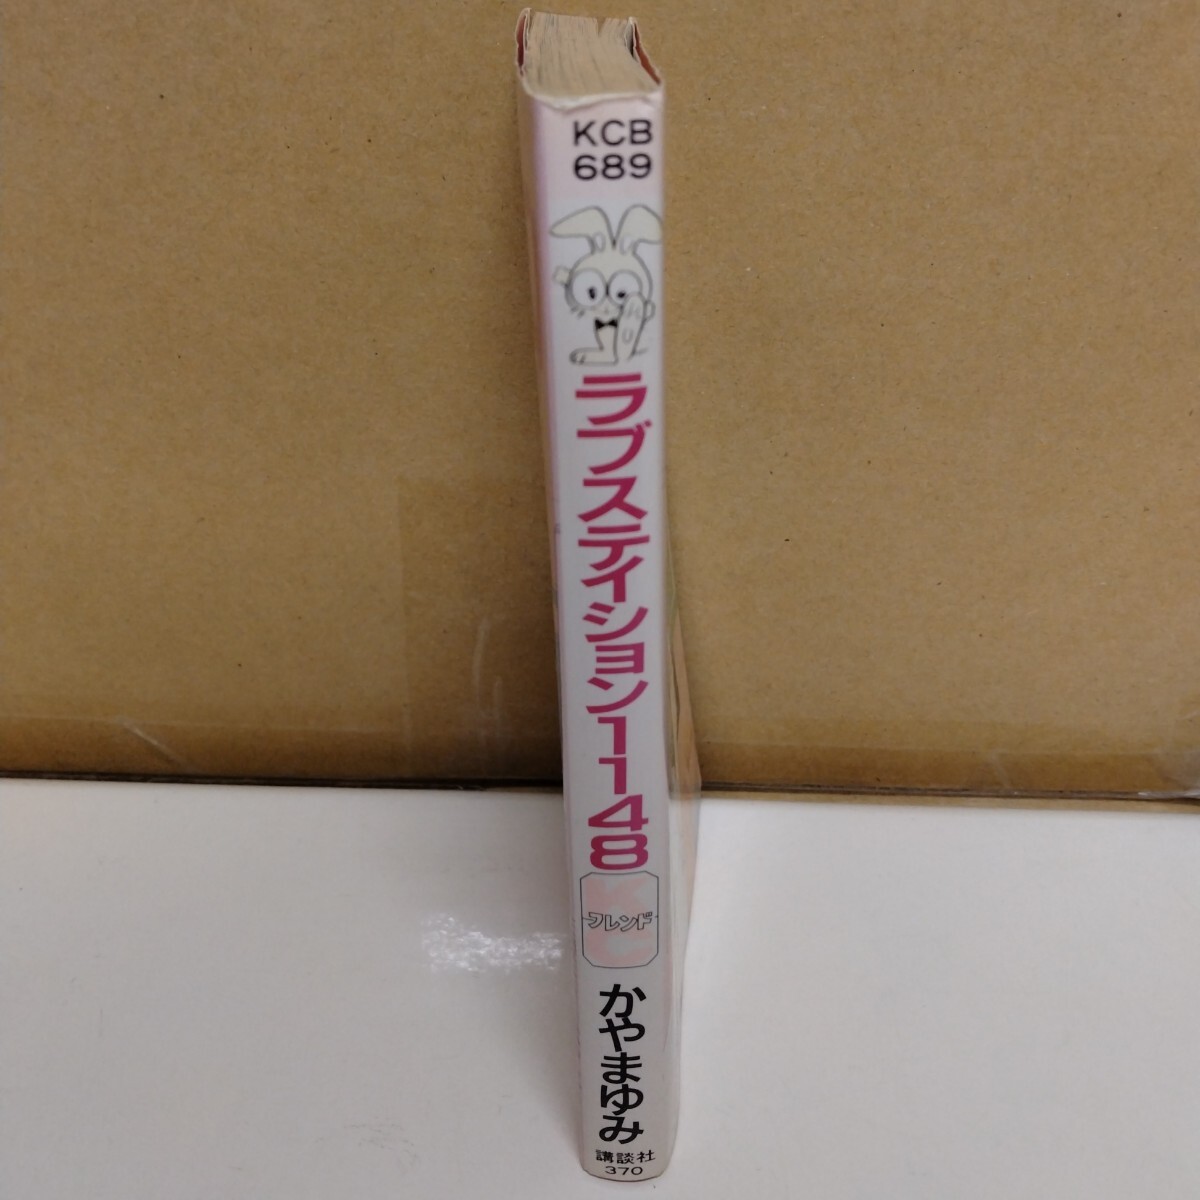 KCB
689
ラブステイション1148
KC
フレンド
かやまゆみ
講談社
370